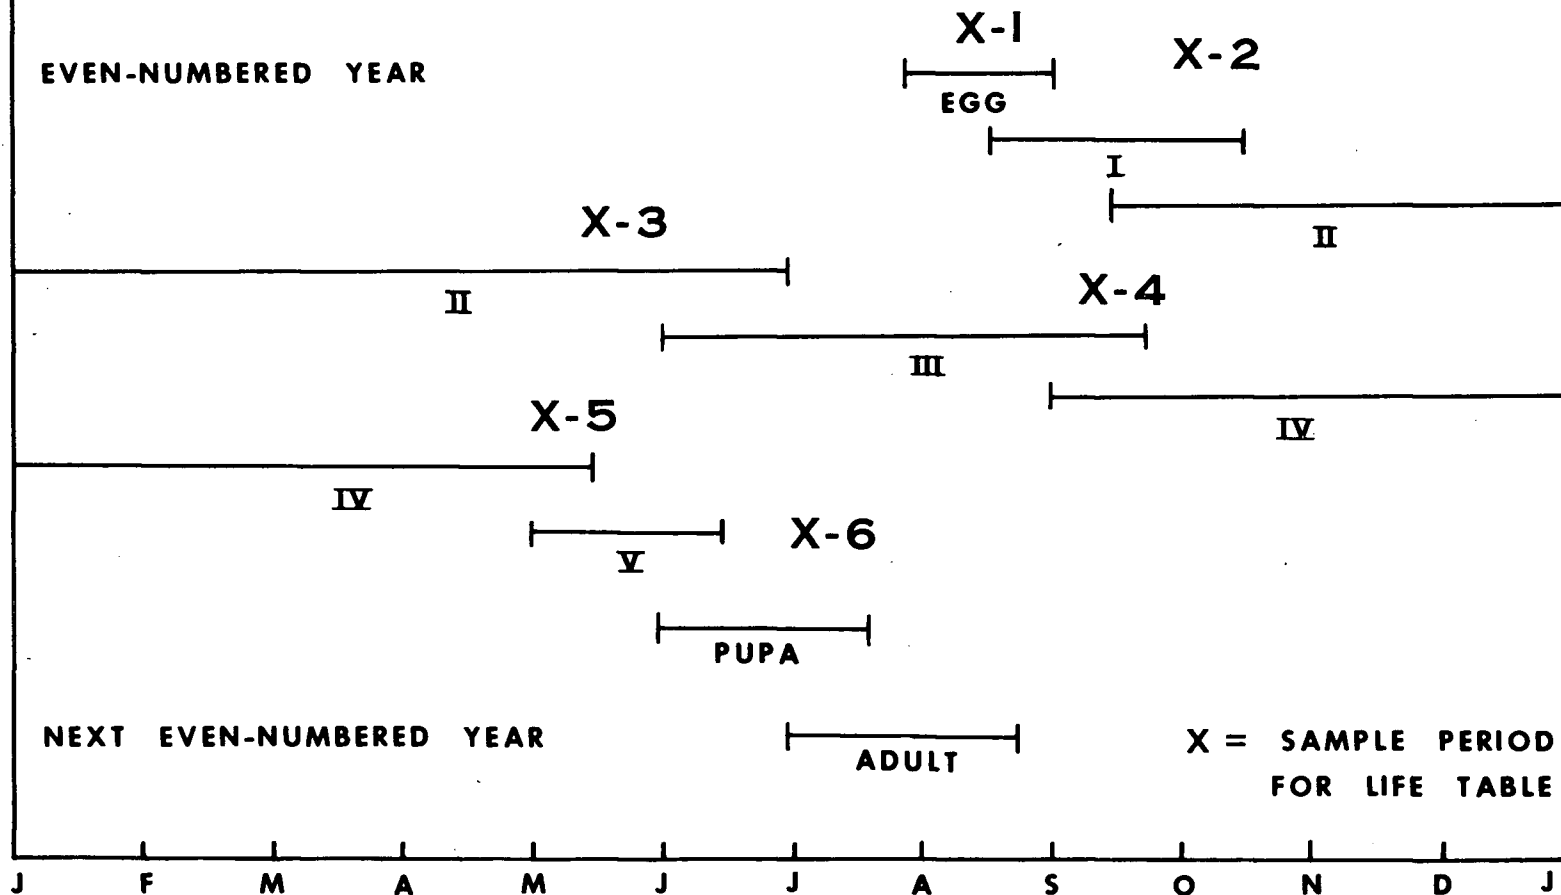 X-1
X-2
EVEN-NUMBERED YEAR
EGG
I
X-3
II
II
X-4
III
X-5
IV
IV
X-6
V
PUPA
NEXT EVEN-NUMBERED YEAR
ADULT
X = SAMPLE PERIOD
FOR LIFE TABLE
J F M A M J J A S O N D J